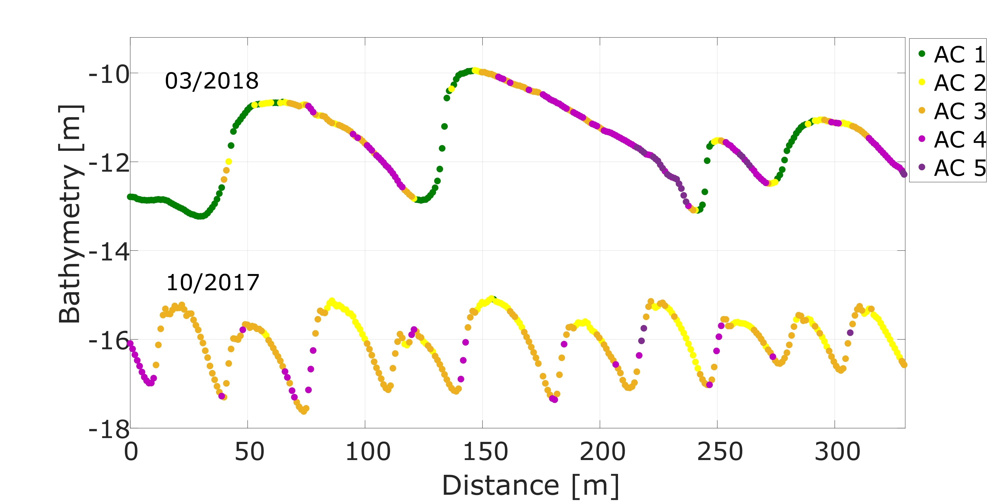 03/2018
10/2017
Bathymetry [m]
-10
-12
-14
-16
-18
0 50 100 150 200 250 300
Distance [m]
AC 1
AC 2
AC 3
AC 4
AC 5